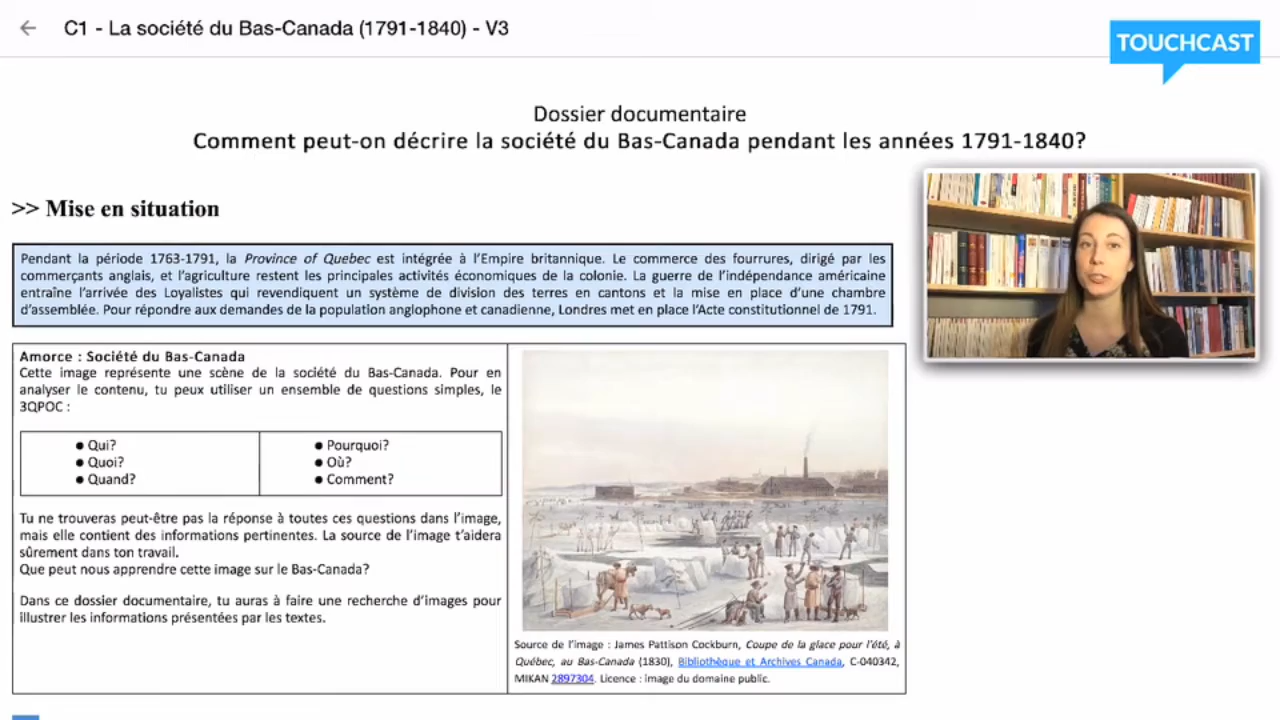 C1 - La société du Bas-Canada (1791-1840) - V3
TOUCHCAST
Dossier documentaire
Comment peut-on décrire la société du Bas-Canada pendant les années 1791-1840?
>> Mise en situation
Pendant la période 1763-1791, la Province of Quebec est intégrée à l'Empire britannique. Le commerce des fourrures, dirigé par les
commerçants anglais, et l'agriculture restent les principales activités économiques de la colonie. La guerre de l'indépendance américaine
entraîne l'arrivée des Loyalistes qui revendiquent un système de division des terres en cantons et la mise en place d'une chambre
d'assemblée. Pour répondre aux demandes de la population anglophone et canadienne, Londres met en place l'Acte constitutionnel de 1791.
Amorce : Société du Bas-Canada
Cette image représente une scène de la société du Bas-Canada. Pour en
analyser le contenu, tu peux utiliser un ensemble de questions simples, le
3QPOC :
● Qui?
● Quoi?
● Quand?
● Pourquoi?
● Où?
● Comment?
Tu ne trouveras peut-être pas la réponse à toutes ces questions dans l'image,
mais elle contient des informations pertinentes. La source de l'image t'aidera
sûrement dans ton travail.
Que peut nous apprendre cette image sur le Bas-Canada?
Dans ce dossier documentaire, tu auras à faire une recherche d'images pour
illustrer les informations présentées par les textes.
Source de l'image : James Pattison Cockburn, Coupe de la glace pour l'été, à
Québec, au Bas-Canada (1830), Bibliothèque et Archives Canada, C-040342,
MIKAN 2897304. Licence : image du domaine public.